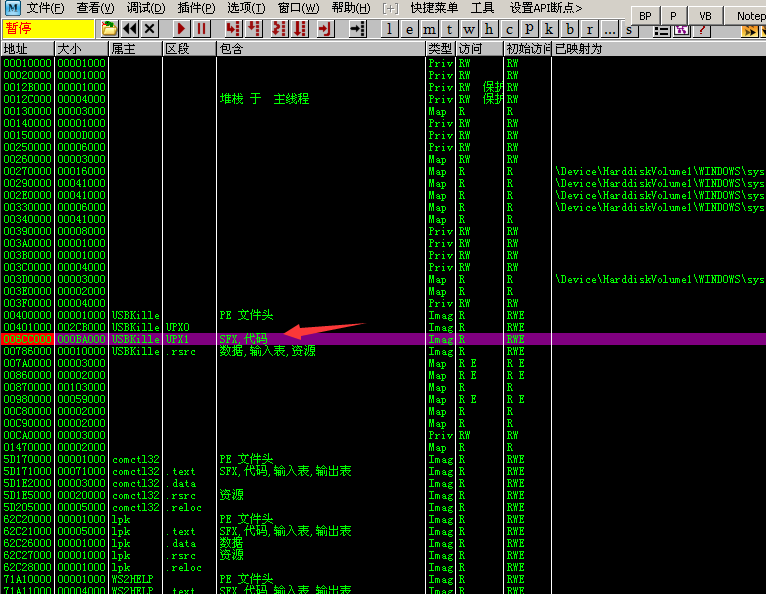 M 文件(F) 查看(V) 调试(D) 插件(P) 选项(T) 窗口(W) 帮助(H) [+] 快捷菜单 工具 设置API断点> BP P VB Notep
暂停 l e m t w h c p k b r ... s ?
地址 大小 属主 区段 包含 类型 访问 初始访问 已映射为
00010000 00001000 Priv RW RW
00020000 00001000 Priv RW RW
0012B000 00001000 Priv RW 保护 RW
0012C000 00004000 堆栈 于 主线程 Priv RW 保护 RW
00130000 00003000 Map R R
00140000 00001000 Priv RW RW
00150000 0000D000 Priv RW RW
00250000 00006000 Priv RW RW
00260000 00003000 Map RW RW
00270000 00016000 Map R R \Device\HarddiskVolume1\WINDOWS\sys
00290000 00041000 Map R R \Device\HarddiskVolume1\WINDOWS\sys
002E0000 00041000 Map R R \Device\HarddiskVolume1\WINDOWS\sys
00330000 00006000 Map R R \Device\HarddiskVolume1\WINDOWS\sys
00340000 00041000 Map R R
00390000 00008000 Priv RW RW
003A0000 00001000 Priv RW RW
003B0000 00001000 Priv RW RW
003C0000 00004000 Priv RW RW
003D0000 00003000 Map R R \Device\HarddiskVolume1\WINDOWS\sys
003E0000 00002000 Map R R
003F0000 00004000 Priv RW RW
00400000 00001000 USBKille PE 文件头 Imag R RWE
00401000 002CB000 USBKille UPX0 Imag R RWE
006CC000 000BA000 USBKille UPX1 SFX,代码 Imag R RWE
00786000 00010000 USBKille .rsrc 数据,输入表,资源 Imag R RWE
007A0000 00003000 Map R E R E
00860000 00002000 Map R E R E
00870000 00103000 Map R R
00980000 00059000 Map R E R E
00C80000 00002000 Map R R
00C90000 00002000 Map R R
00CA0000 00003000 Priv RW RW
01470000 00002000 Map R R
5D170000 00001000 comctl32 PE 文件头 Imag R RWE
5D171000 00071000 comctl32 .text SFX,代码,输入表,输出表 Imag R RWE
5D1E2000 00003000 comctl32 .data Imag R RWE
5D1E5000 00020000 comctl32 .rsrc 资源 Imag R RWE
5D205000 00005000 comctl32 .reloc Imag R RWE
62C20000 00001000 lpk PE 文件头 Imag R RWE
62C21000 00005000 lpk .text SFX,代码,输入表,输出表 Imag R RWE
62C26000 00001000 lpk .data 数据 Imag R RWE
62C27000 00001000 lpk .rsrc 资源 Imag R RWE
62C28000 00001000 lpk .reloc Imag R RWE
71A10000 00001000 WS2HELP PE 文件头 Imag R RWE
71A11000 00004000 WS2HELP .text SFX,代码,输入表,输出表 Imag R RWE